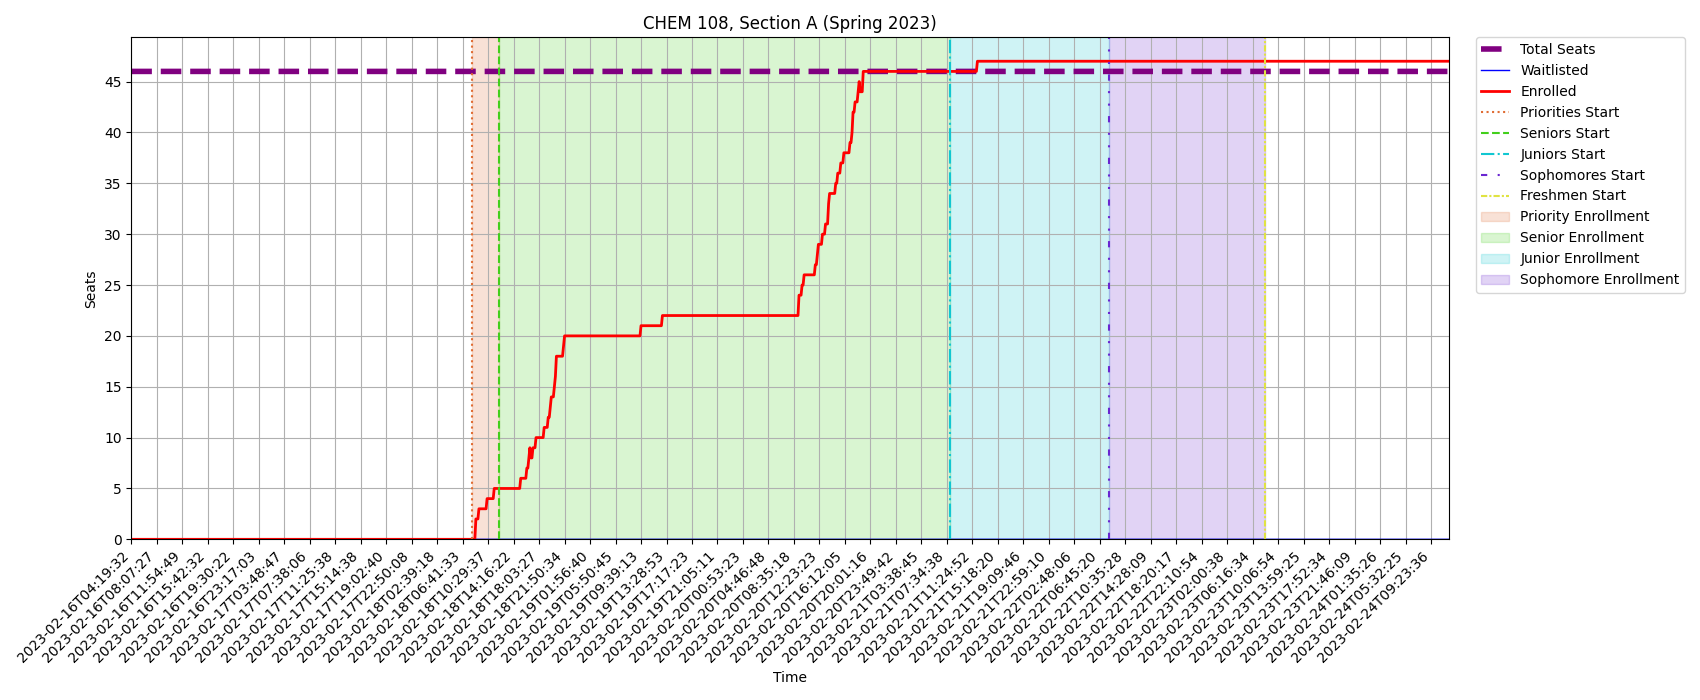 CHEM 108, Section A (Spring 2023)
Seats
45
40
35
30
25
20
15
10
5
0
2023-02-16T04:19:32
2023-02-16T08:07:27
2023-02-16T11:54:49
2023-02-16T15:42:32
2023-02-16T19:30:22
2023-02-16T23:17:03
2023-02-17T03:48:47
2023-02-17T07:38:06
2023-02-17T11:25:38
2023-02-17T15:14:38
2023-02-17T19:02:40
2023-02-17T22:50:08
2023-02-18T02:39:18
2023-02-18T06:41:33
2023-02-18T10:29:37
2023-02-18T14:16:22
2023-02-18T18:03:27
2023-02-18T21:50:34
2023-02-19T01:56:40
2023-02-19T05:50:45
2023-02-19T09:39:13
2023-02-19T13:28:53
2023-02-19T17:17:23
2023-02-19T21:05:11
2023-02-20T00:53:23
2023-02-20T04:46:48
2023-02-20T08:35:18
2023-02-20T12:23:23
2023-02-20T16:12:05
2023-02-20T20:01:16
2023-02-20T23:49:42
2023-02-21T03:38:45
2023-02-21T07:34:38
2023-02-21T11:24:52
2023-02-21T15:18:20
2023-02-21T19:09:46
2023-02-21T22:59:16
2023-02-22T02:48:06
2023-02-22T06:45:20
2023-02-22T10:35:28
2023-02-22T14:28:09
2023-02-22T18:20:17
2023-02-22T22:10:54
2023-02-23T02:00:38
2023-02-23T06:16:34
2023-02-23T10:06:54
2023-02-23T13:59:25
2023-02-23T17:52:34
2023-02-23T21:46:09
2023-02-24T01:35:26
2023-02-24T05:32:25
2023-02-24T09:23:36
Time
Total Seats
Waitlisted
Enrolled
Priorities Start
Seniors Start
Juniors Start
Sophomores Start
Freshmen Start
Priority Enrollment
Senior Enrollment
Junior Enrollment
Sophomore Enrollment